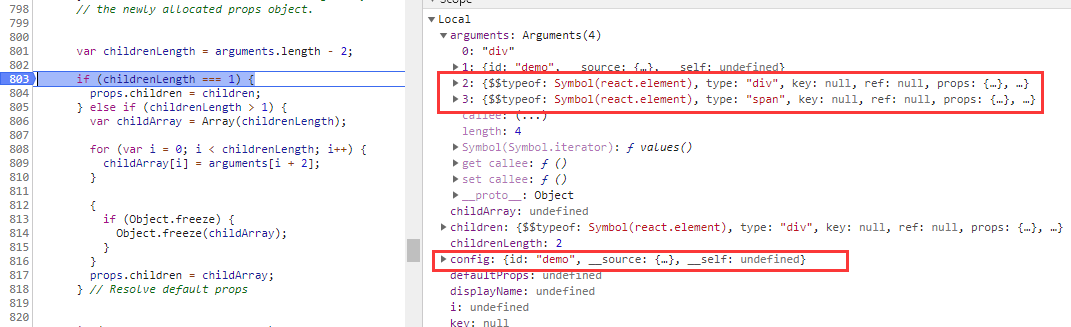 798 // the newly allocated props object.
799
800
801 var childrenLength = arguments.length - 2;
802
803 if (childrenLength === 1) {
804 props.children = children;
805 } else if (childrenLength > 1) {
806 var childArray = Array(childrenLength);
807
808 for (var i = 0; i < childrenLength; i++) {
809 childArray[i] = arguments[i + 2];
810 }
811
812 {
813 if (Object.freeze) {
814 Object.freeze(childArray);
815 }
816 }
817 props.children = childArray;
818 } // Resolve default props
819
820
▼ Local
▼ arguments: Arguments(4)
0: "div"
▶ 1: {id: "demo", __source: {…}, __self: undefined}
▶ 2: {$$typeof: Symbol(react.element), type: "div", key: null, ref: null, props: {…}, …}
▶ 3: {$$typeof: Symbol(react.element), type: "span", key: null, ref: null, props: {…}, …}
callee: (...)
length: 4
▶ Symbol(Symbol.iterator): ƒ values()
▶ get callee: ƒ ()
▶ set callee: ƒ ()
▶ __proto__: Object
childArray: undefined
▶ children: {$$typeof: Symbol(react.element), type: "div", key: null, ref: null, props: {…}, …}
childrenLength: 2
▶ config: {id: "demo", __source: {…}, __self: undefined}
defaultProps: undefined
displayName: undefined
i: undefined
key: null